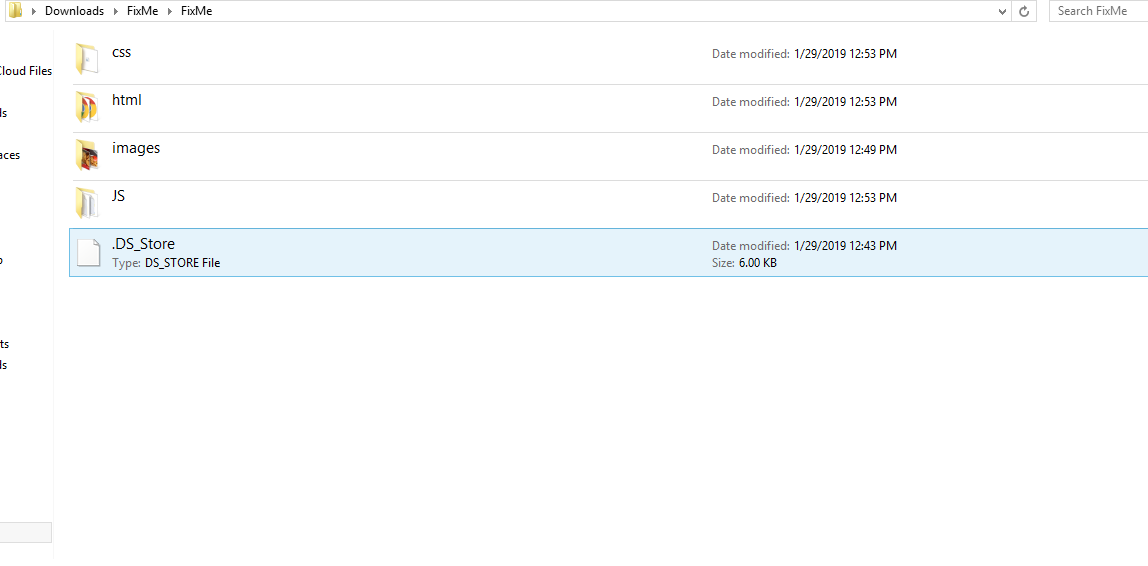 Downloads FixMe FixMe
Search FixMe
css
Date modified: 1/29/2019 12:53 PM
Cloud Files
html
Date modified: 1/29/2019 12:53 PM
ls
images
Date modified: 1/29/2019 12:49 PM
aces
JS
Date modified: 1/29/2019 12:53 PM
.DS_Store
Date modified: 1/29/2019 12:43 PM
Type: DS_STORE File
Size: 6.00 KB
ts
ls